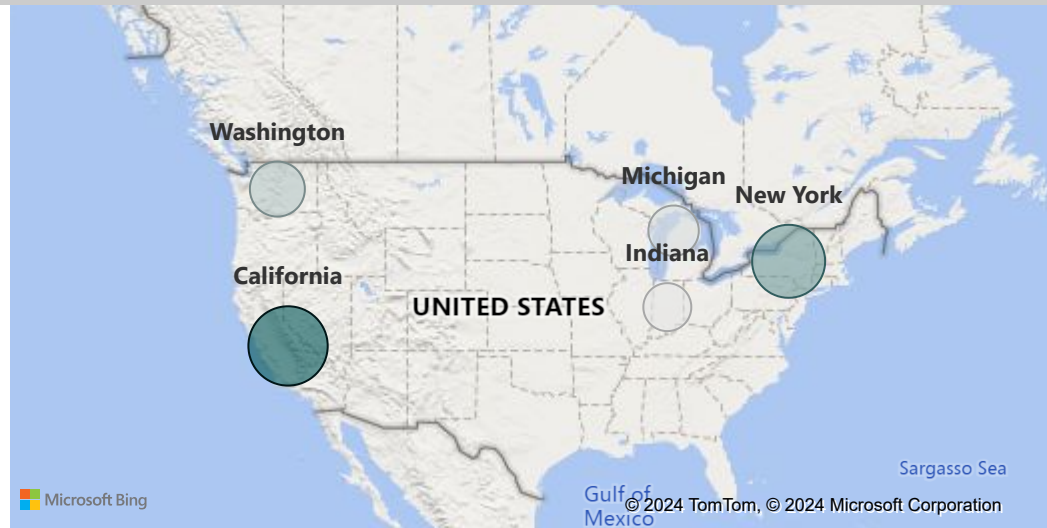 Washington
Michigan
New York
Indiana
California
UNITED STATES
Sargasso Sea
Gulf of
Mexico
Microsoft Bing
© 2024 TomTom, © 2024 Microsoft Corporation